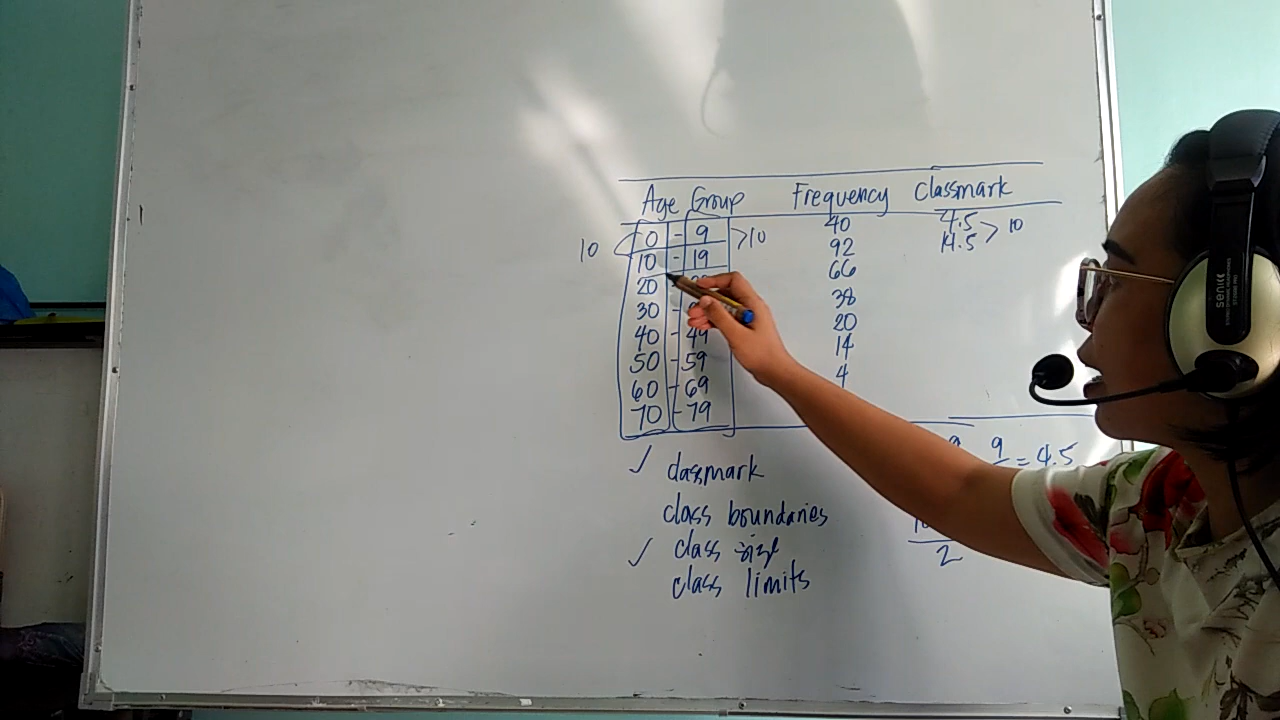 Age Group Frequency Classmark
10 0 - 9 >10 40 4.5 > 10
10 - 19 92 14.5
20 66
30 - 38
40 - 49 20
50 - 59 14
60 - 69 4
70 - 79
✓ classmark 9 = 4.5
class boundaries
✓ class size 2
class limits
senicc